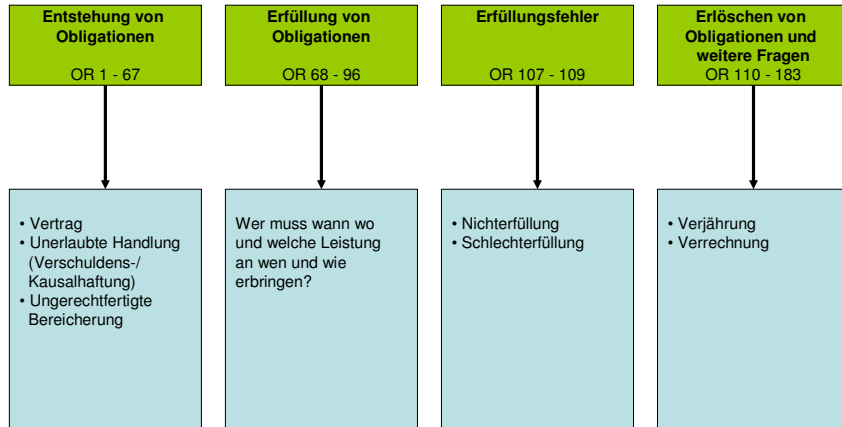 Entstehung von
Obligationen
OR 1 - 67
Erfüllung von
Obligationen
OR 68 - 96
Erfüllungsfehler
OR 107 - 109
Erlöschen von
Obligationen und
weitere Fragen
OR 110 - 183
• Vertrag
• Unerlaubte Handlung
(Verschuldens-/
Kausalhaftung)
• Ungerechtfertigte
Bereicherung
Wer muss wann wo
und welche Leistung
an wen und wie
erbringen?
• Nichterfüllung
• Schlechterfüllung
• Verjährung
• Verrechnung